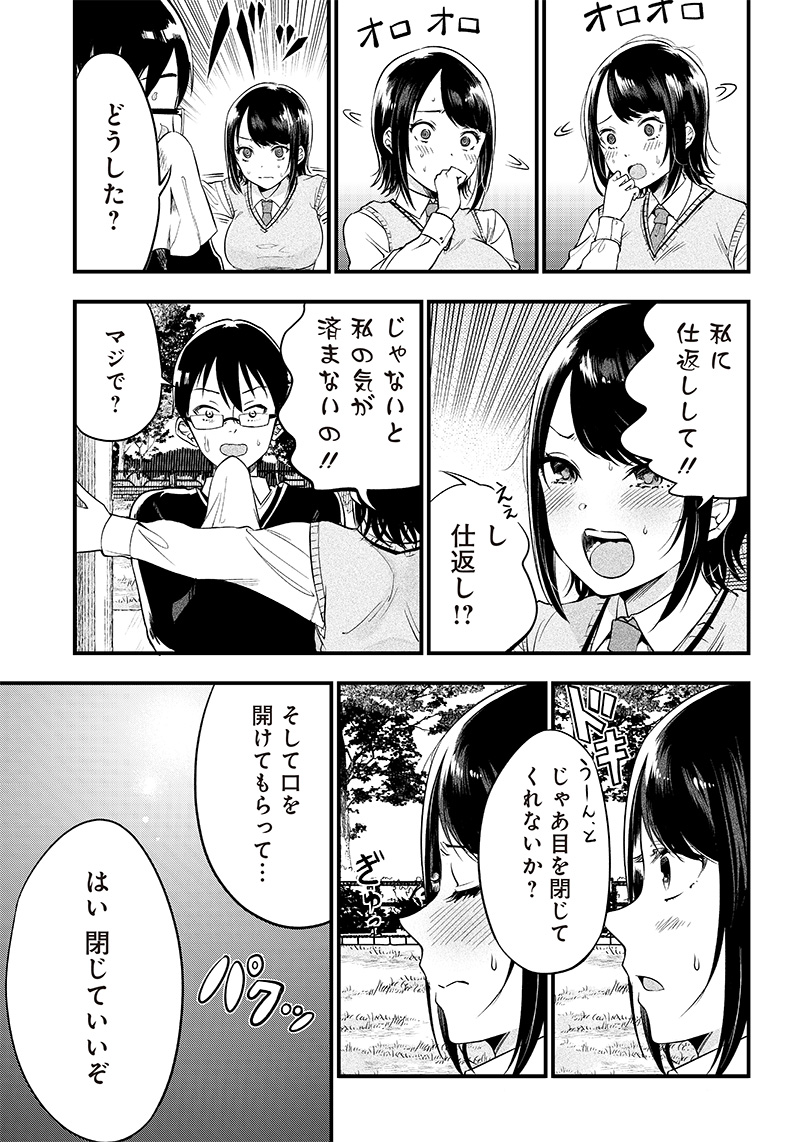 オロオロ
オロ オロ
バババッ
どうした？
私に
仕返しして!!
ええ
し
仕返し!?
じゃないと
私の気が
済まないの!!
マジで？
ドキ
うーん、と
じゃあ目を閉じて
くれないか？
ぎゅっ
そして口を
開けてもらって…
パクッ
はい 閉じていいぞ